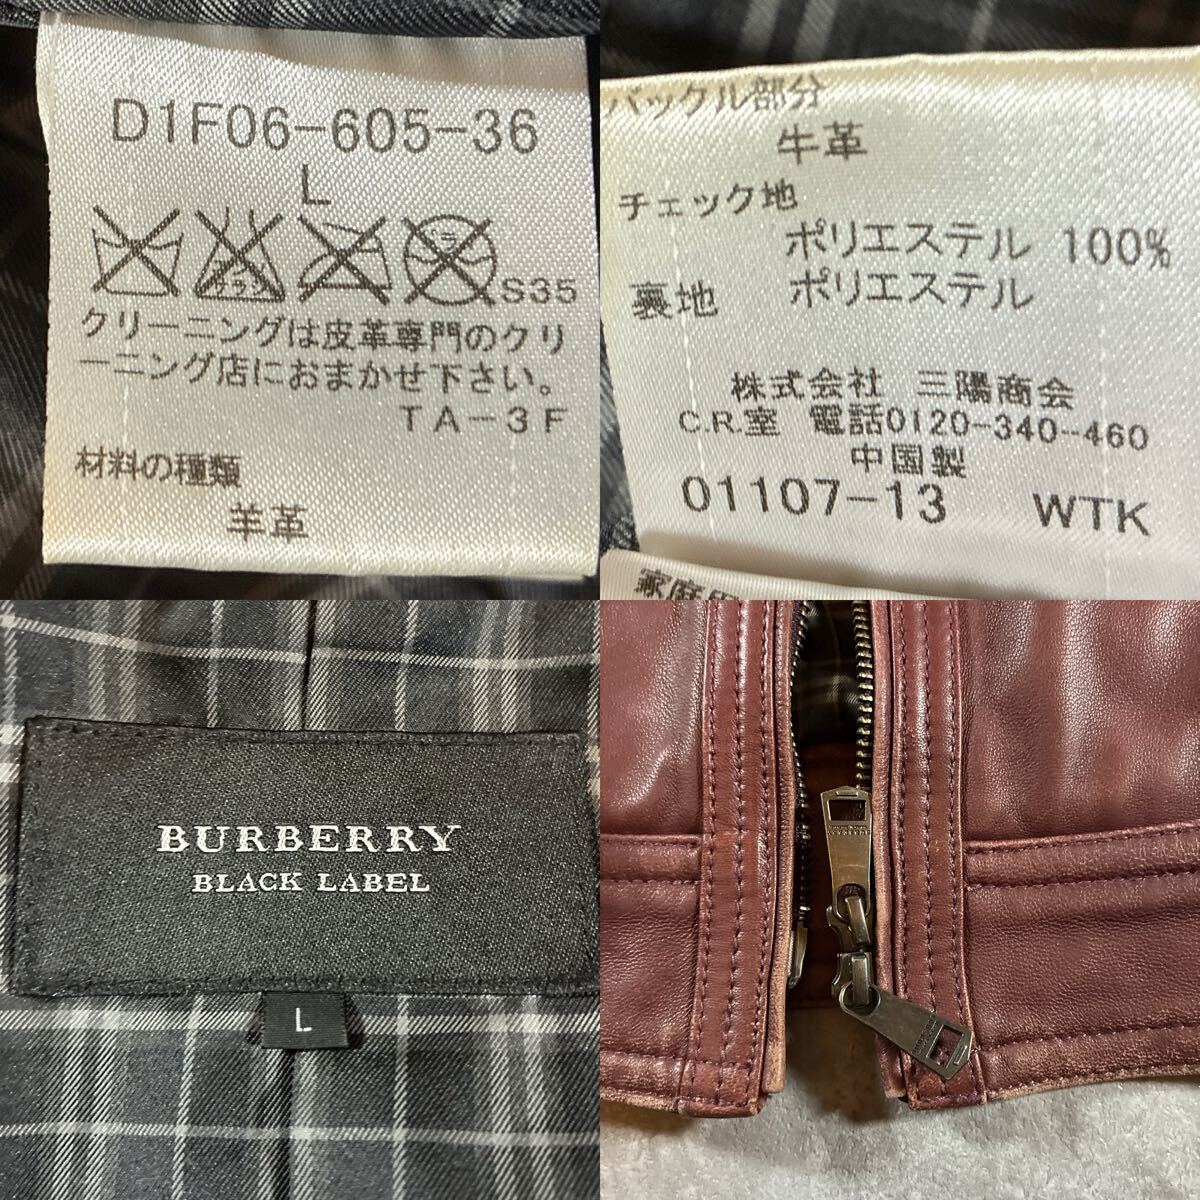 D1F06-605-36
L
S35
クリーニングは皮革専門のクリ
ーニング店におまかせ下さい。
TA-3F
材料の種類
羊革
バックル部分
牛革
チェック地
ポリエステル 100%
裏地 ポリエステル
株式会社 三陽商会
C.R.室 電話0120-340-460
中国製
01107-13 WTK
家庭用
BURBERRY
BLACK LABEL
L